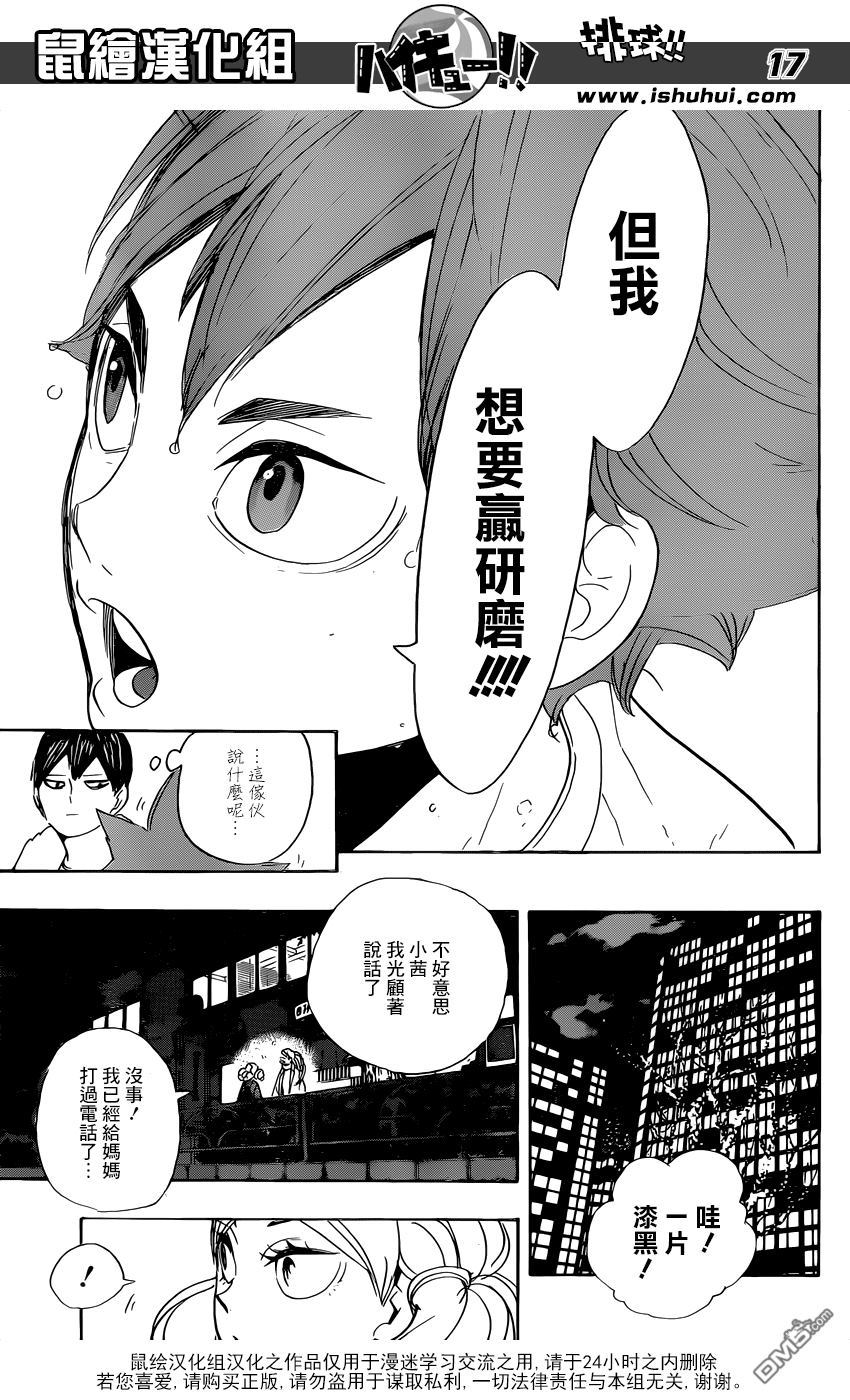 鼠繪漢化組
ハイキュー!!
排球!!
17
www.ishuhui.com
但我
想要贏研磨!!!!
…這傢伙
說什麼呢…
哇!
一片
漆黑!
不好意思
小茜
我光顧著
說話了
沒事!
我已經給媽媽
打過電話了…
!
鼠绘汉化组汉化之作品仅用于漫迷学习交流之用, 请于24小时之内删除
若您喜爱, 请购买正版, 请勿盗用于谋取私利, 一切法律责任与本组无关, 谢谢.
DM5.com